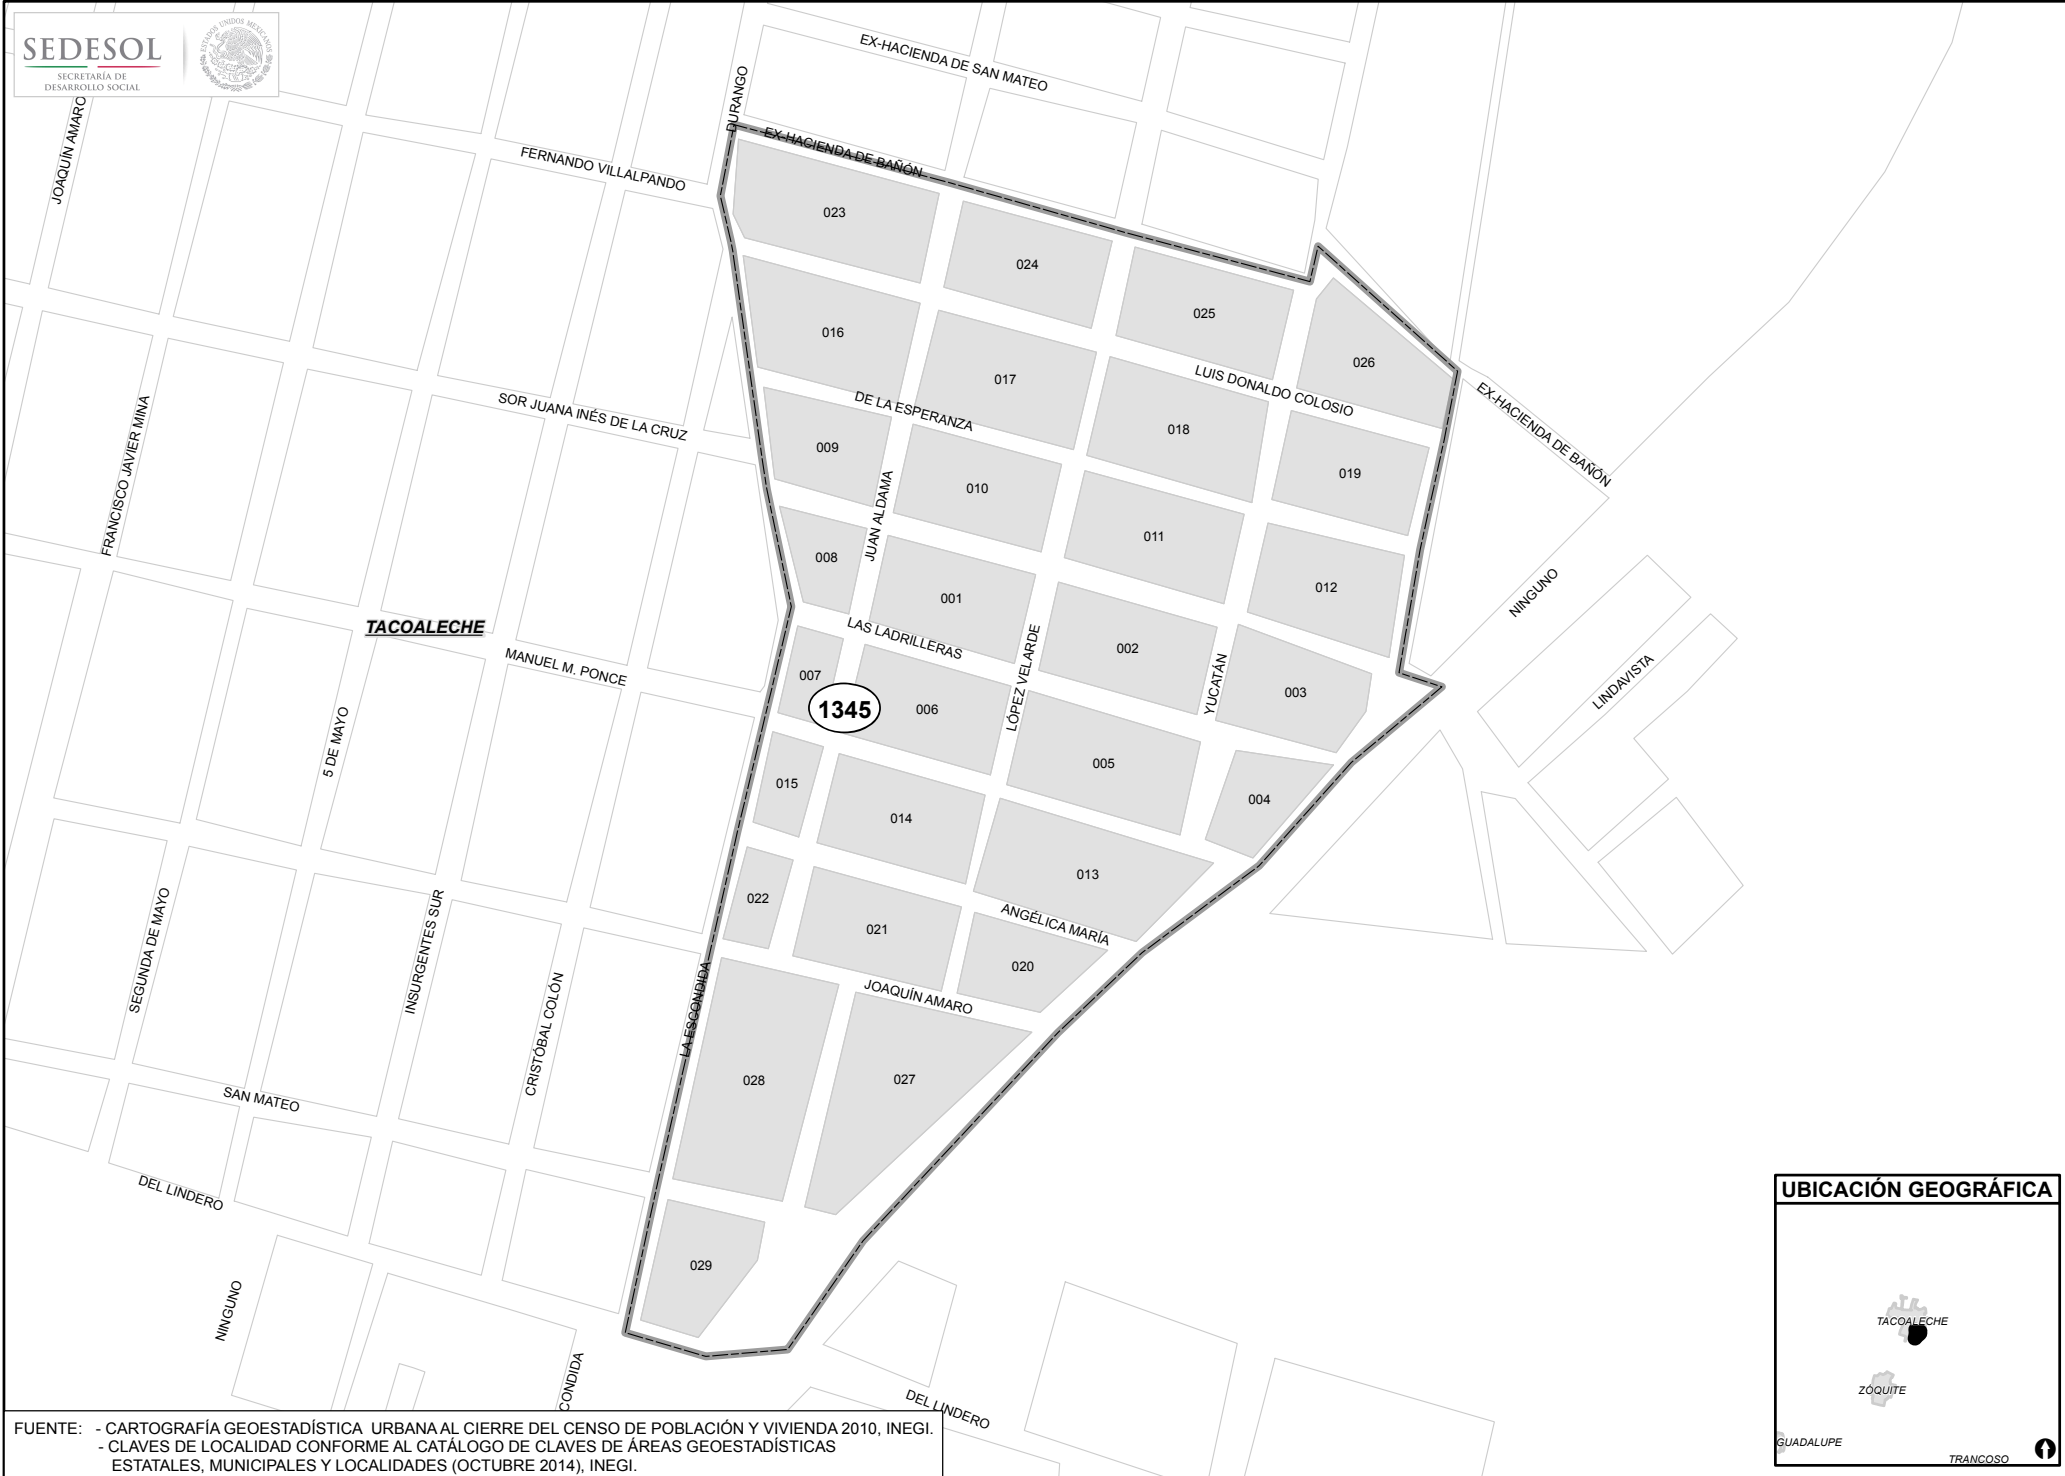 SEDESOL
SECRETARÍA DE
DESARROLLO SOCIAL
ESTADOS UNIDOS MEXICANOS
EX-HACIENDA DE SAN MATEO
DURANGO
JOAQUÍN AMARO
EX-HACIENDA DE BAÑÓN
FERNANDO VILLALPANDO
023
024
025
016
026
017
LUIS DONALDO COLOSIO
DE LA ESPERANZA
SOR JUANA INÉS DE LA CRUZ
EX-HACIENDA DE BAÑÓN
FRANCISCO JAVIER MINA
018
009
019
010
JUAN ALDAMA
011
008
012
001
NINGUNO
TACOALECHE
LAS LADRILLERAS
002
MANUEL M. PONCE
LÓPEZ VELARDE
YUCATÁN
LINDAVISTA
007
003
1345
006
5 DE MAYO
005
015
004
014
013
022
ANGÉLICA MARÍA
021
SEGUNDA DE MAYO
INSURGENTES SUR
020
JOAQUÍN AMARO
LA ESCONDIDA
CRISTÓBAL COLÓN
028
027
SAN MATEO
DEL LINDERO
029
NINGUNO
CONDIDA
DEL LINDERO
UBICACIÓN GEOGRÁFICA
TACOALECHE
ZÓQUITE
GUADALUPE
TRANCOSO
FUENTE: - CARTOGRAFÍA GEOESTADÍSTICA URBANA AL CIERRE DEL CENSO DE POBLACIÓN Y VIVIENDA 2010, INEGI.
- CLAVES DE LOCALIDAD CONFORME AL CATÁLOGO DE CLAVES DE ÁREAS GEOESTADÍSTICAS
ESTATALES, MUNICIPALES Y LOCALIDADES (OCTUBRE 2014), INEGI.